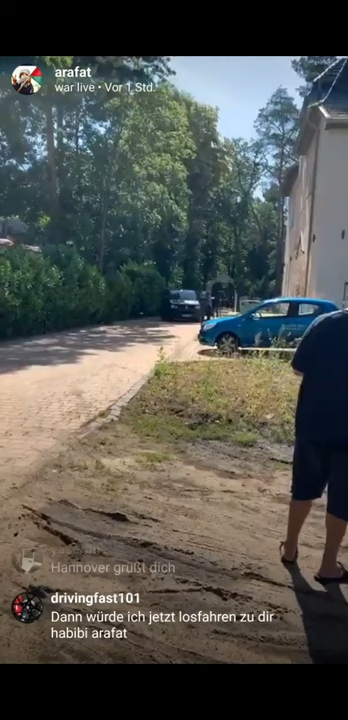 arafat
war live • Vor 1 Std.
Hannover grüßt dich
drivingfast101
Dann würde ich jetzt losfahren zu dir
habibi arafat